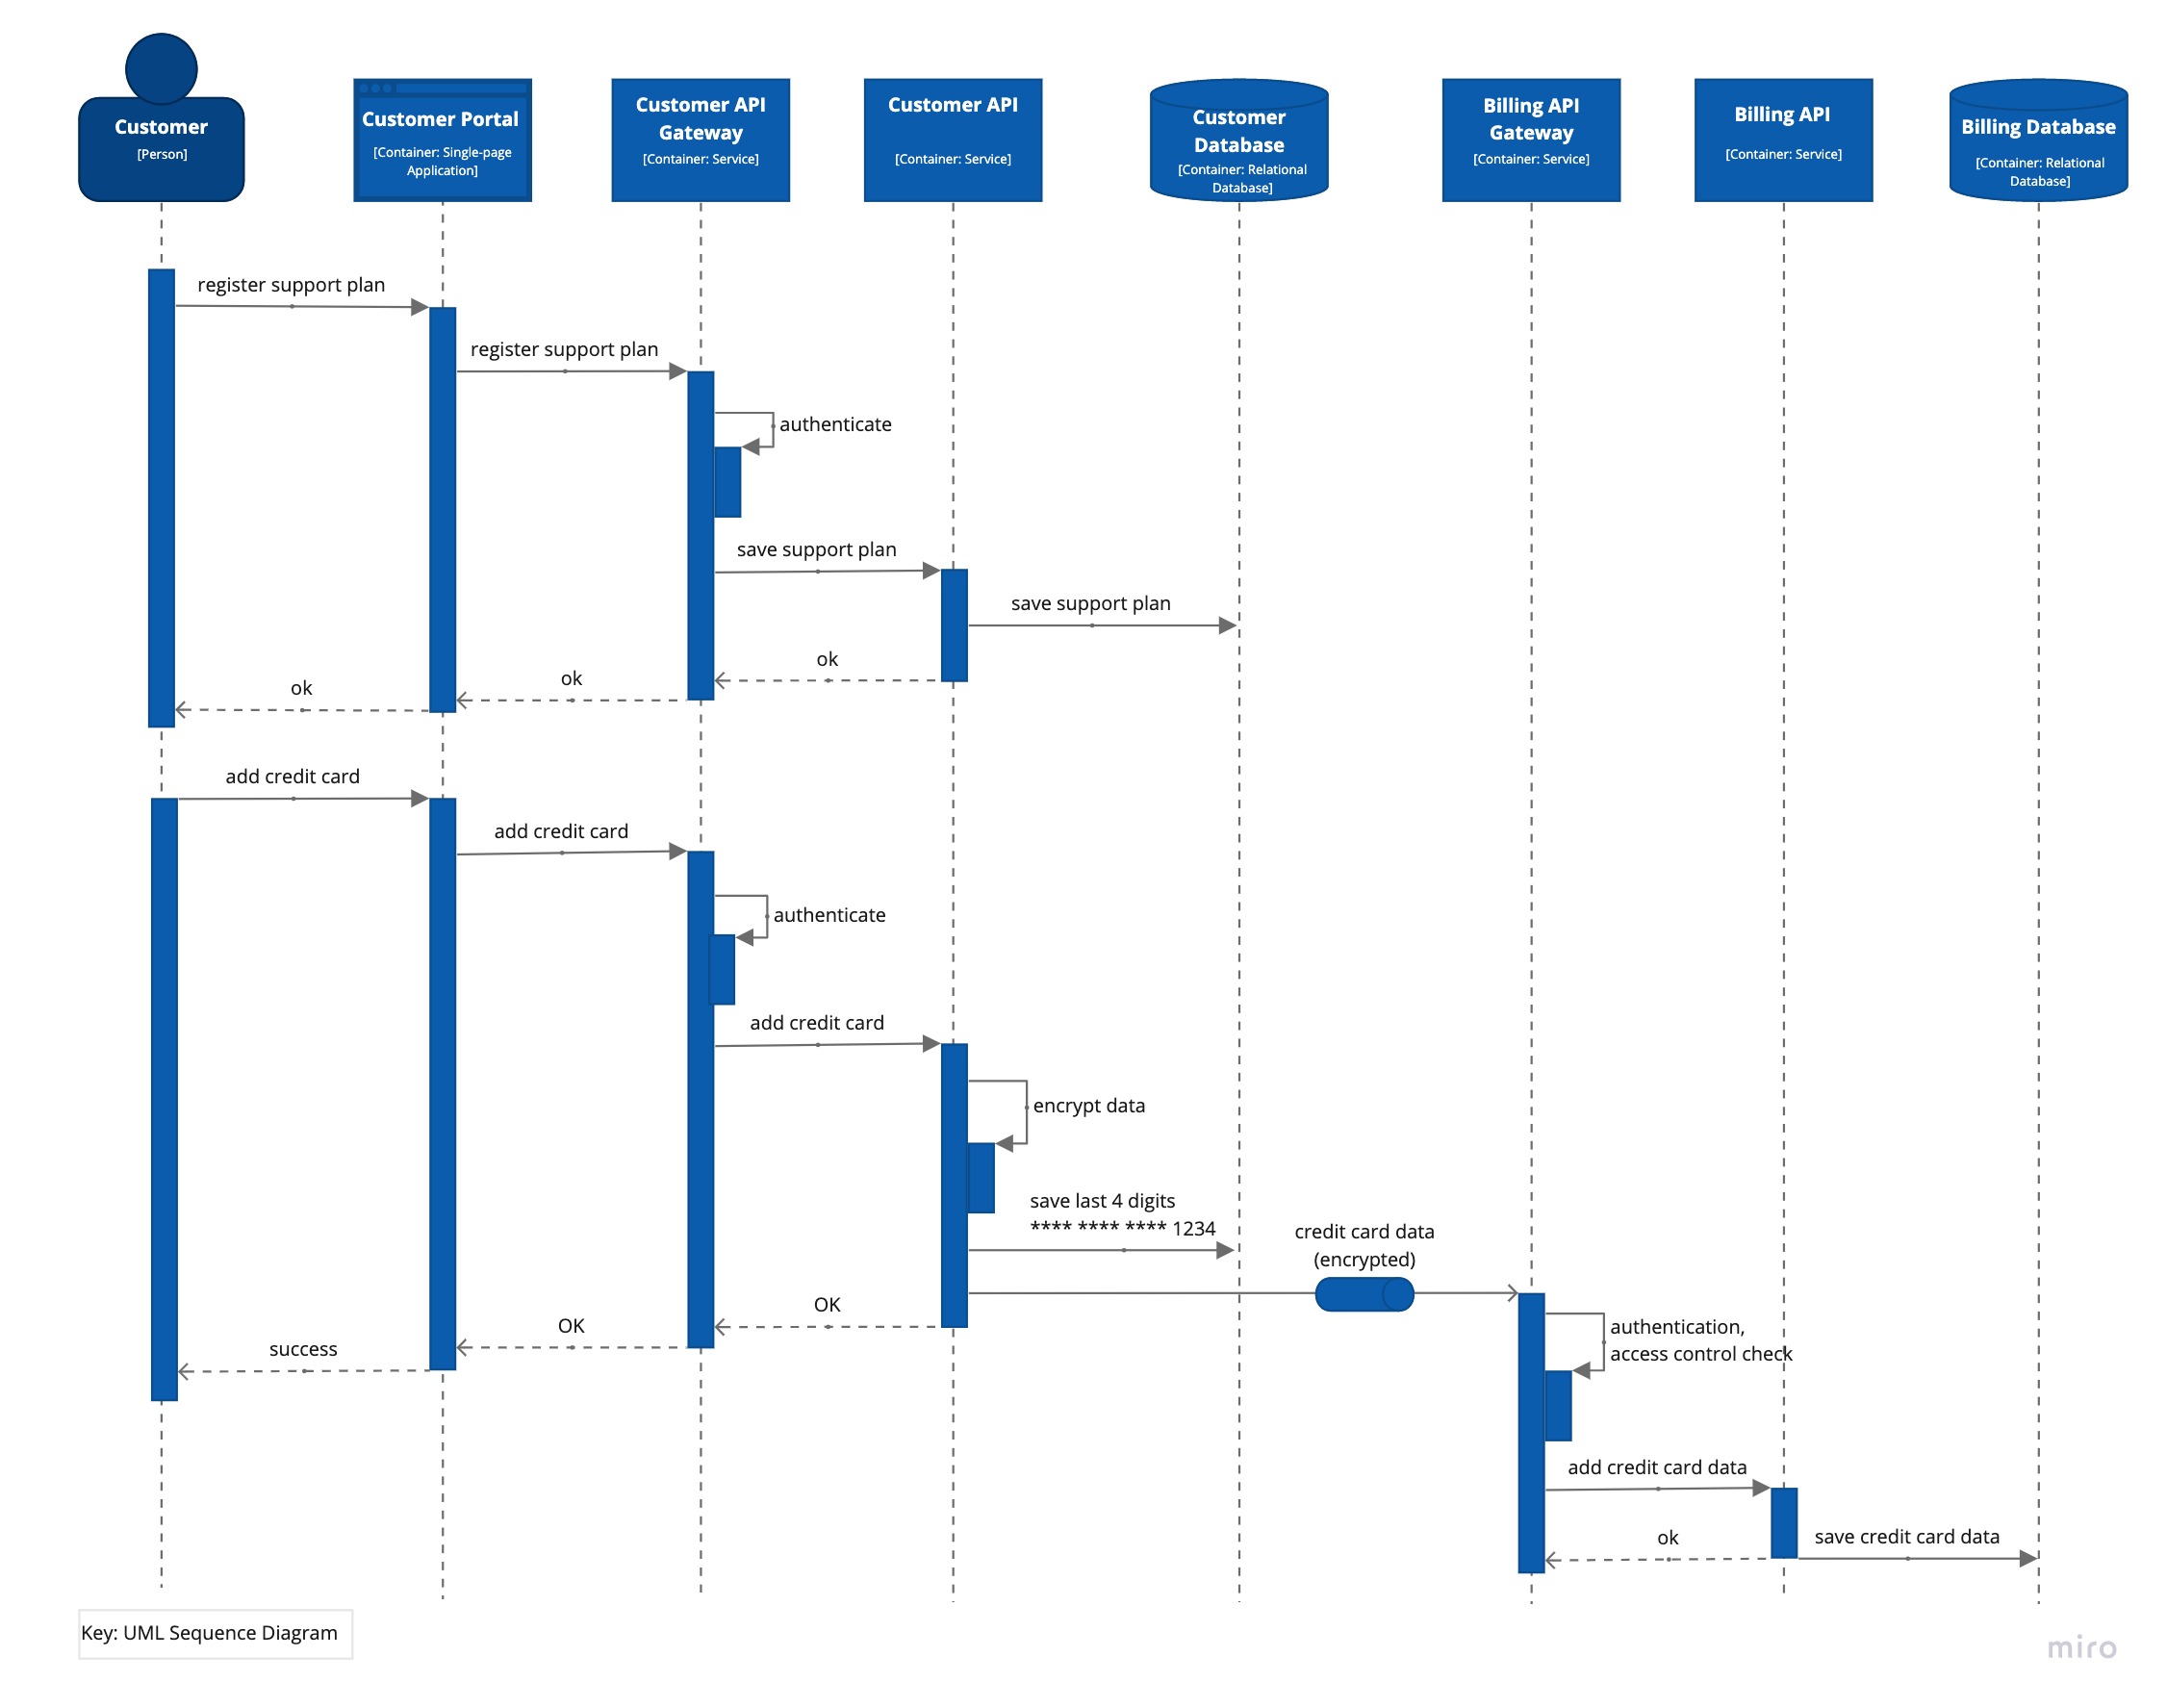 Customer
[Person]
Customer Portal
[Container: Single-page
Application]
Customer API
Gateway
[Container: Service]
Customer API
[Container: Service]
Customer
Database
[Container: Relational
Database]
Billing API
Gateway
[Container: Service]
Billing API
[Container: Service]
Billing Database
[Container: Relational
Database]
register support plan
register support plan
authenticate
save support plan
save support plan
ok
ok
ok
add credit card
add credit card
authenticate
add credit card
encrypt data
save last 4 digits
**** **** **** 1234
credit card data
(encrypted)
OK
OK
success
authentication,
access control check
add credit card data
ok
save credit card data
Key: UML Sequence Diagram
miro